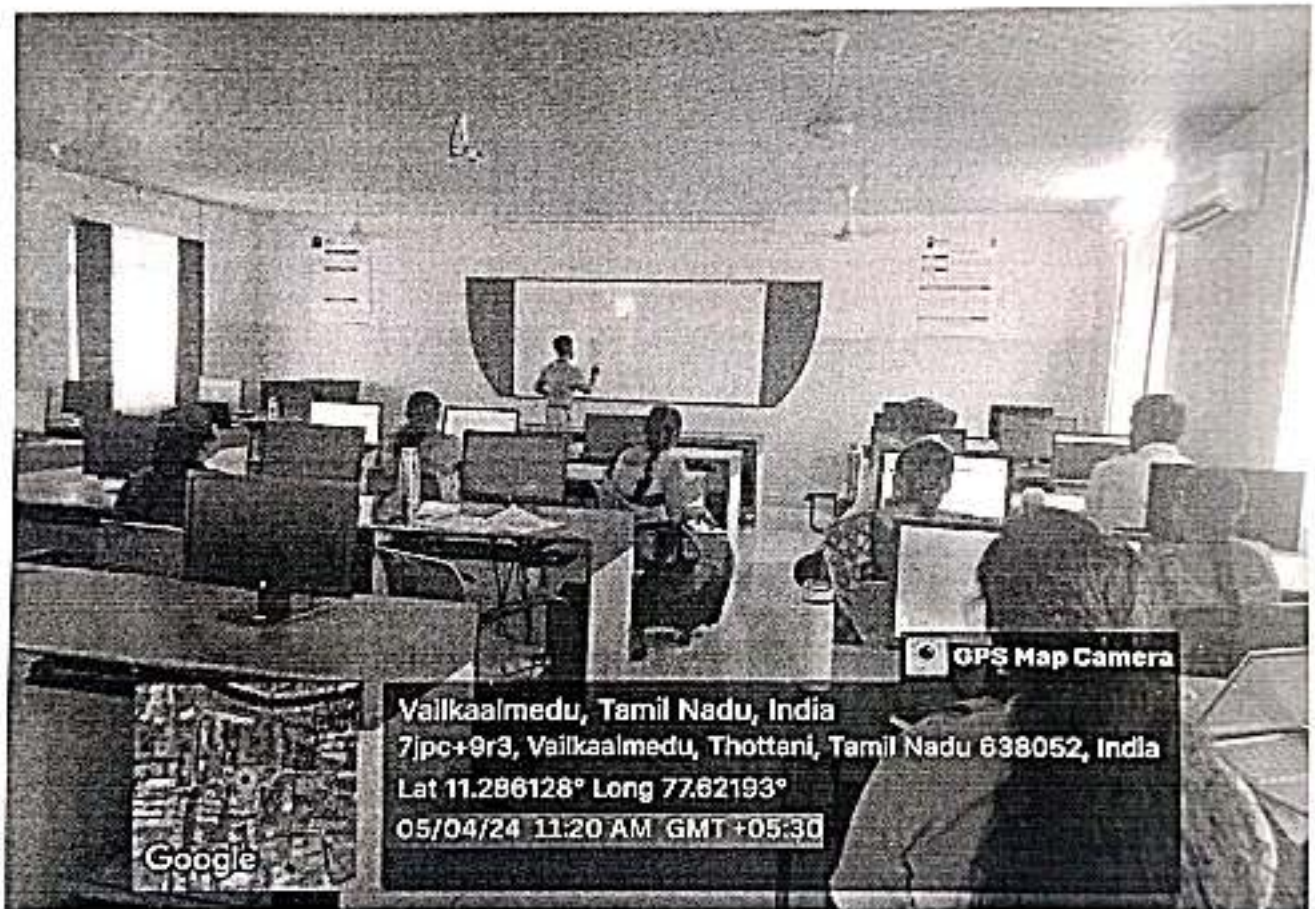 GPS Map Camera
Vailkaalmedu, Tamil Nadu, India
7jpc+9r3, Vailkaalmedu, Thottani, Tamil Nadu 638052, India
Lat 11.286128° Long 77.62193°
05/04/24 11:20 AM GMT +05:30
Google